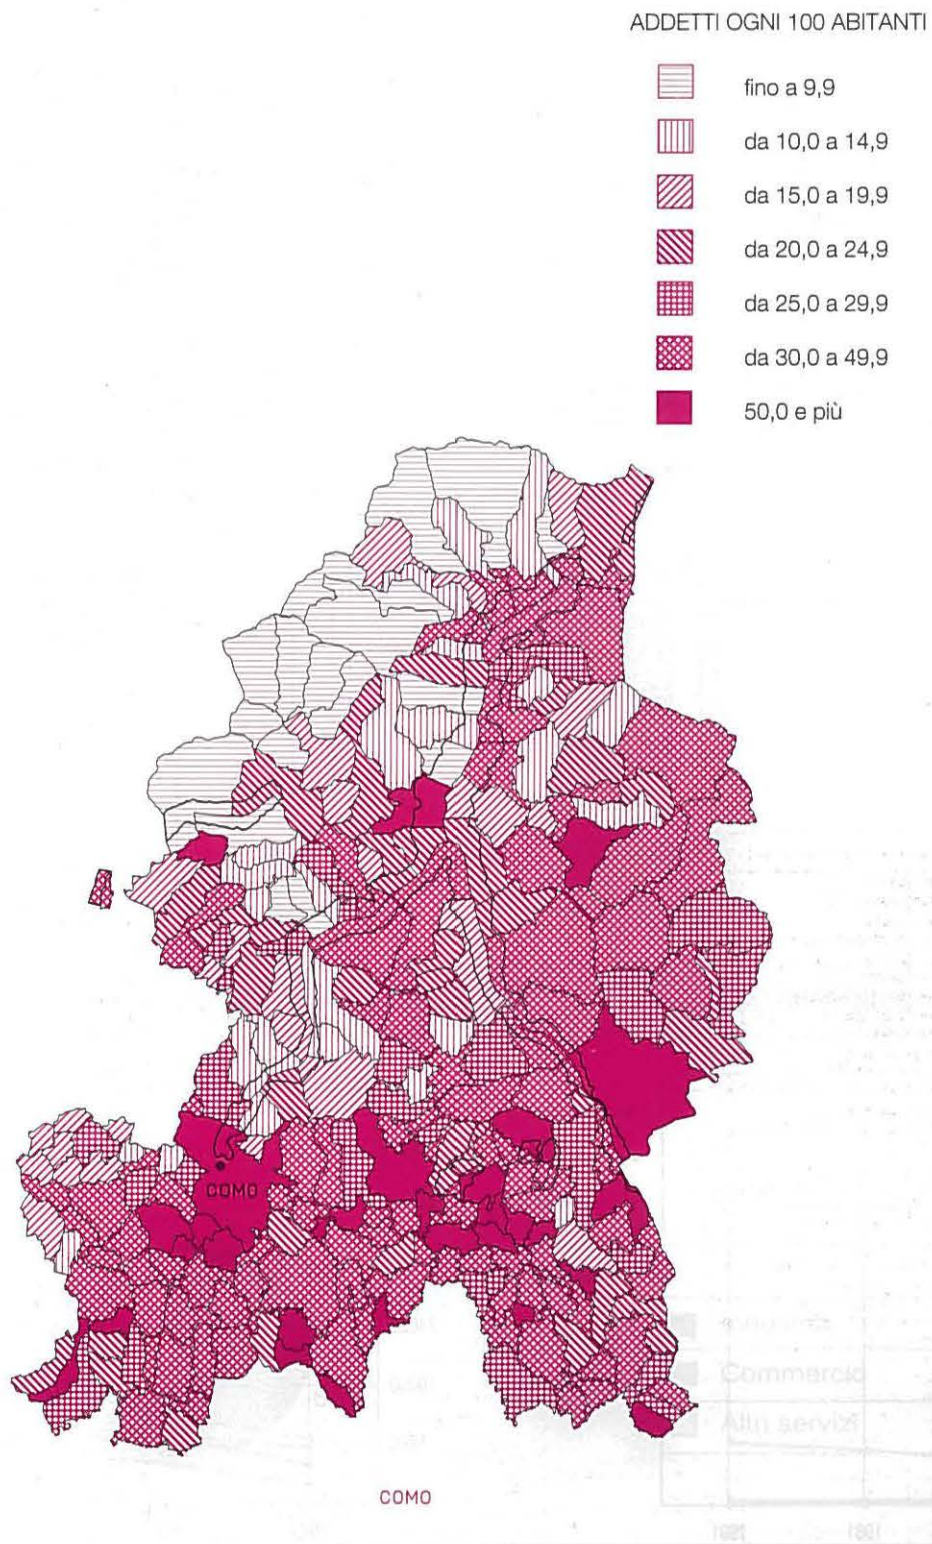 ADDETTI OGNI 100 ABITANTI
fino a 9,9
da 10,0 a 14,9
da 15,0 a 19,9
da 20,0 a 24,9
da 25,0 a 29,9
da 30,0 a 49,9
50,0 e più
COMO
Commercio
Altri servizi
COMO